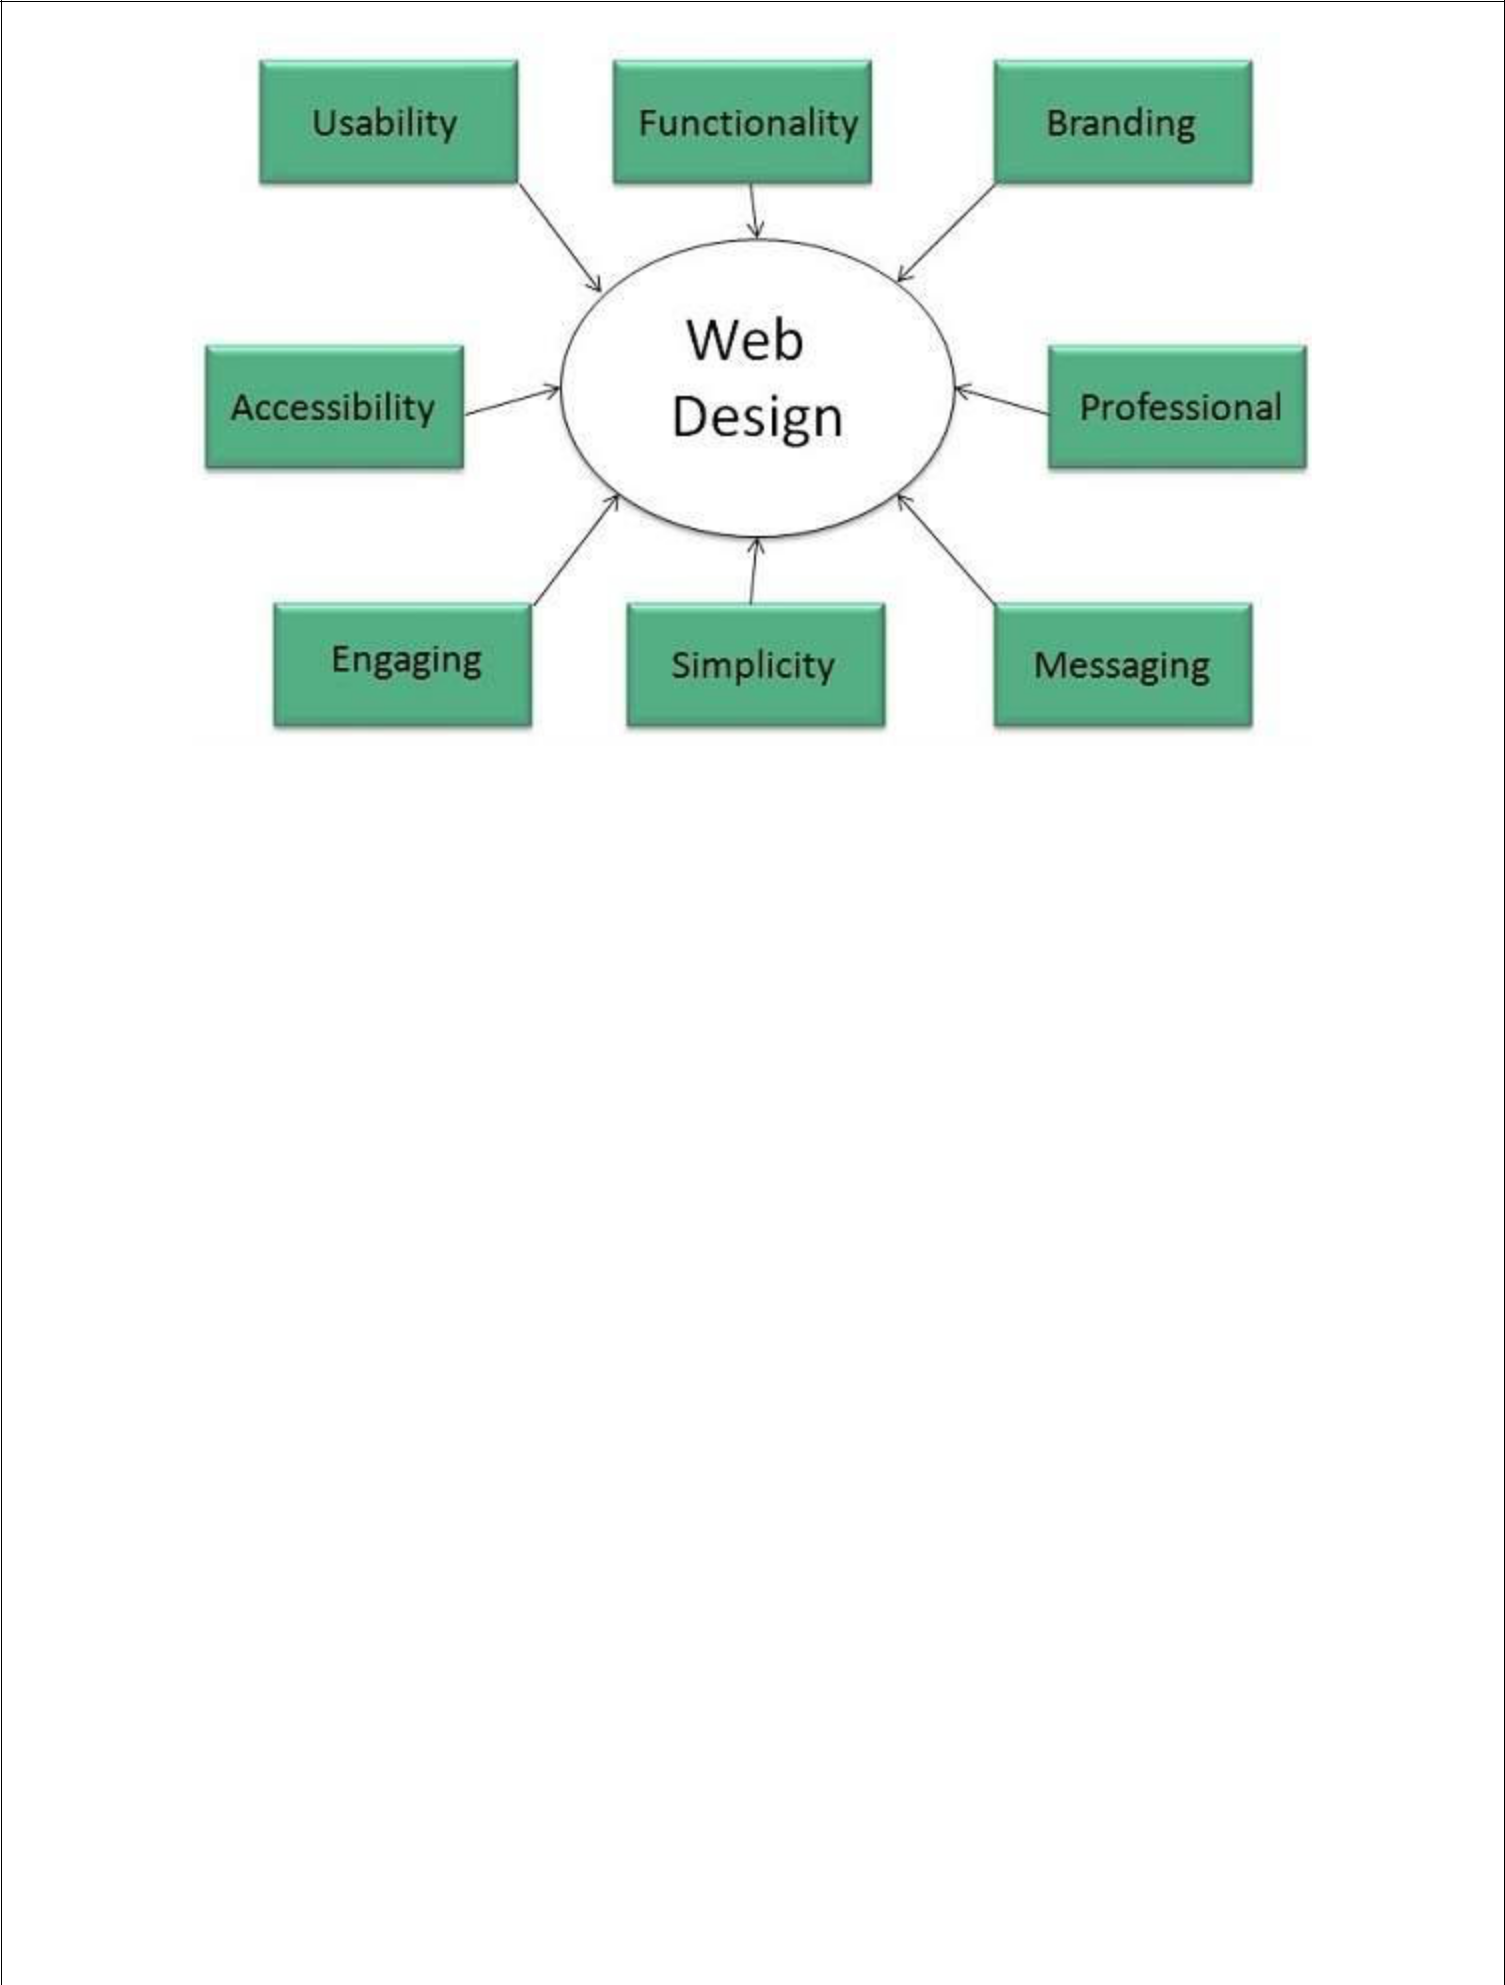 Usability
Functionality
Branding
Web
Design
Accessibility
Professional
Engaging
Simplicity
Messaging